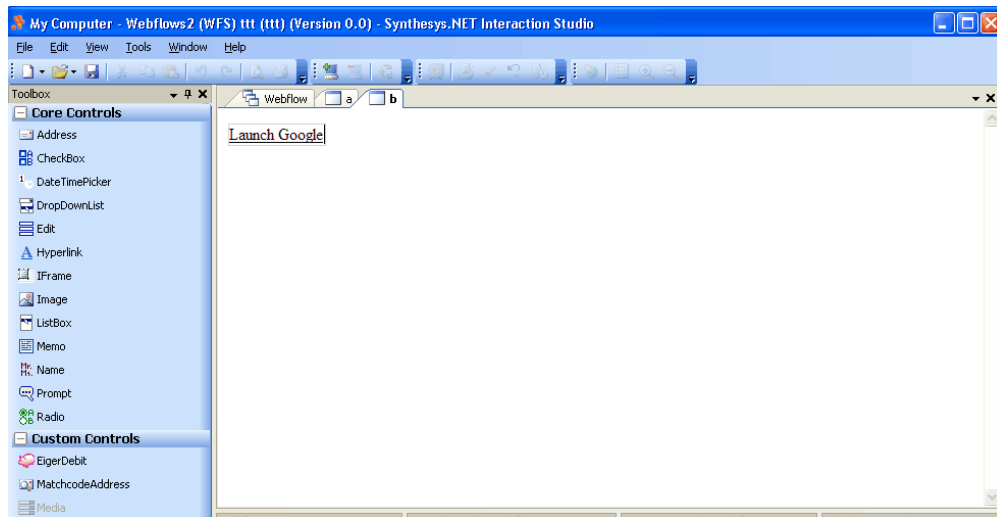 My Computer - Webflows2 (WFS) ttt (ttt) (Version 0.0) - Synthesys.NET Interaction Studio
File Edit View Tools Window Help
Toolbox
Webflow a b
Core Controls
Address
Launch Google
CheckBox
DateTimePicker
DropDownList
Edit
Hyperlink
IFrame
Image
ListBox
Memo
Name
Prompt
Radio
Custom Controls
EigerDebit
MatchcodeAddress
Media